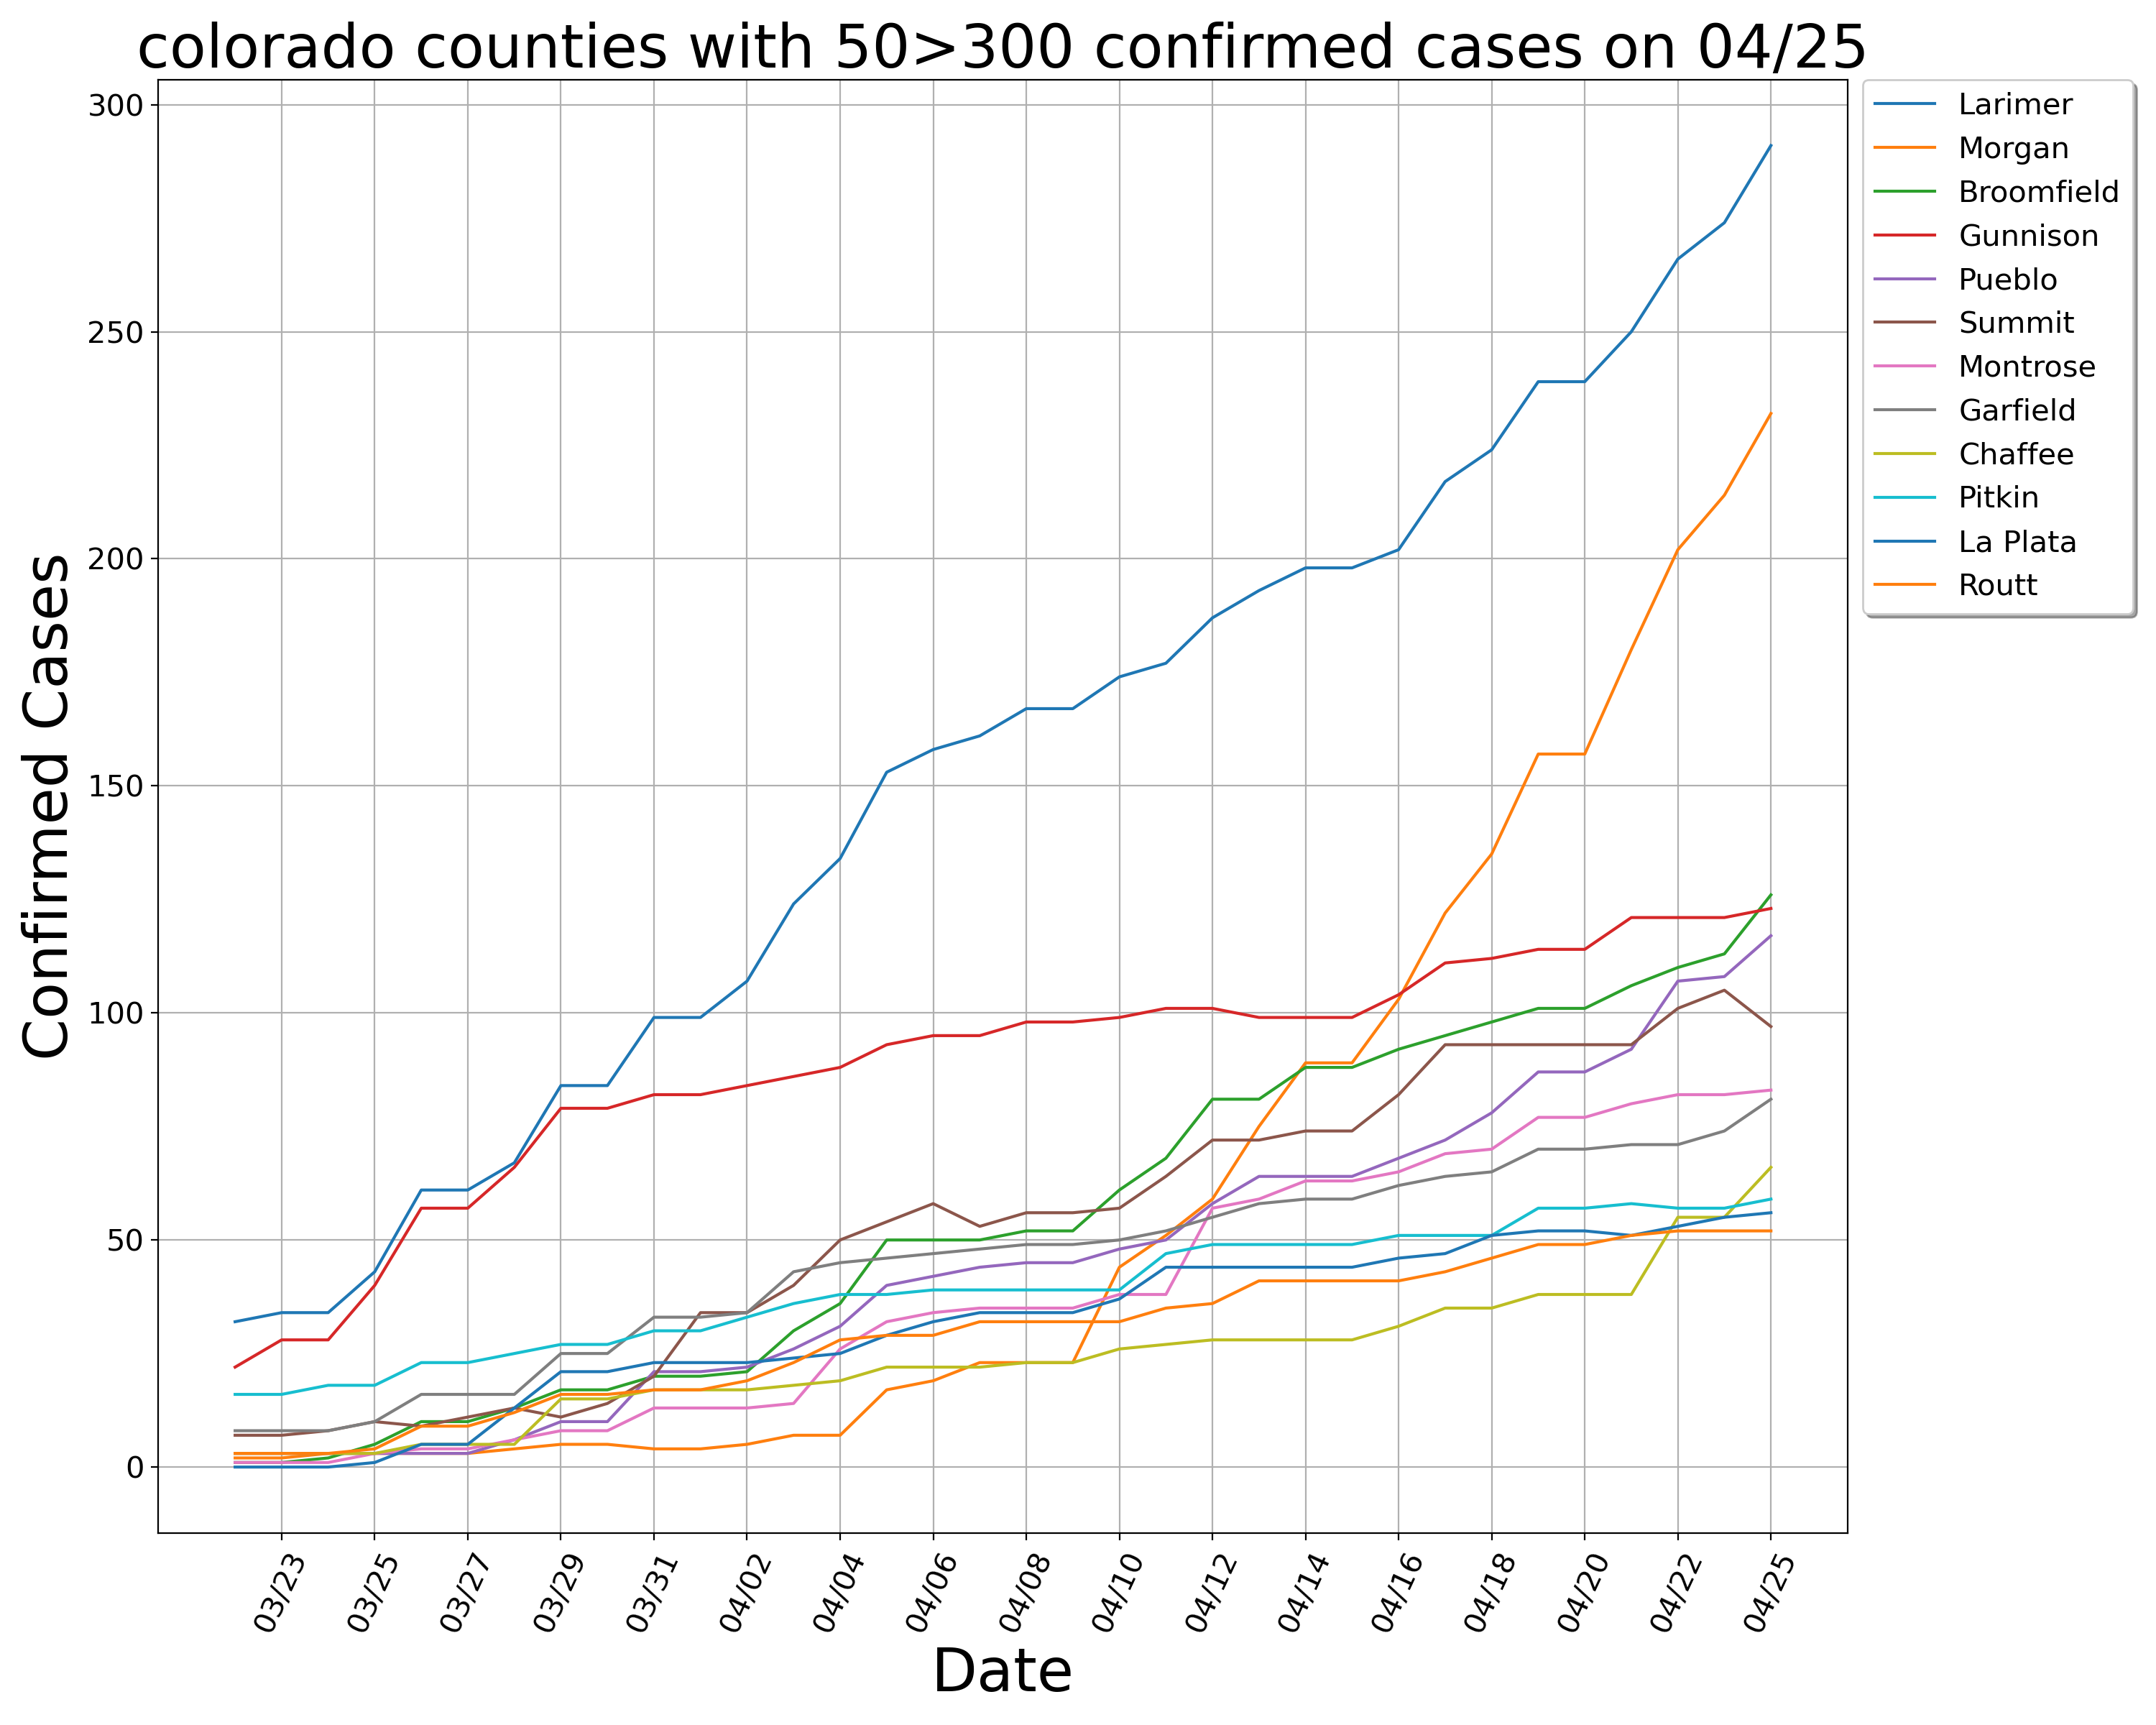 colorado counties with 50>300 confirmed cases on 04/25
300
250
200
150
100
50
0
Confirmed Cases
03/23
03/25
03/27
03/29
03/31
04/02
04/04
04/06
04/08
04/10
04/12
04/14
04/16
04/18
04/20
04/22
04/25
Date
Larimer
Morgan
Broomfield
Gunnison
Pueblo
Summit
Montrose
Garfield
Chaffee
Pitkin
La Plata
Routt